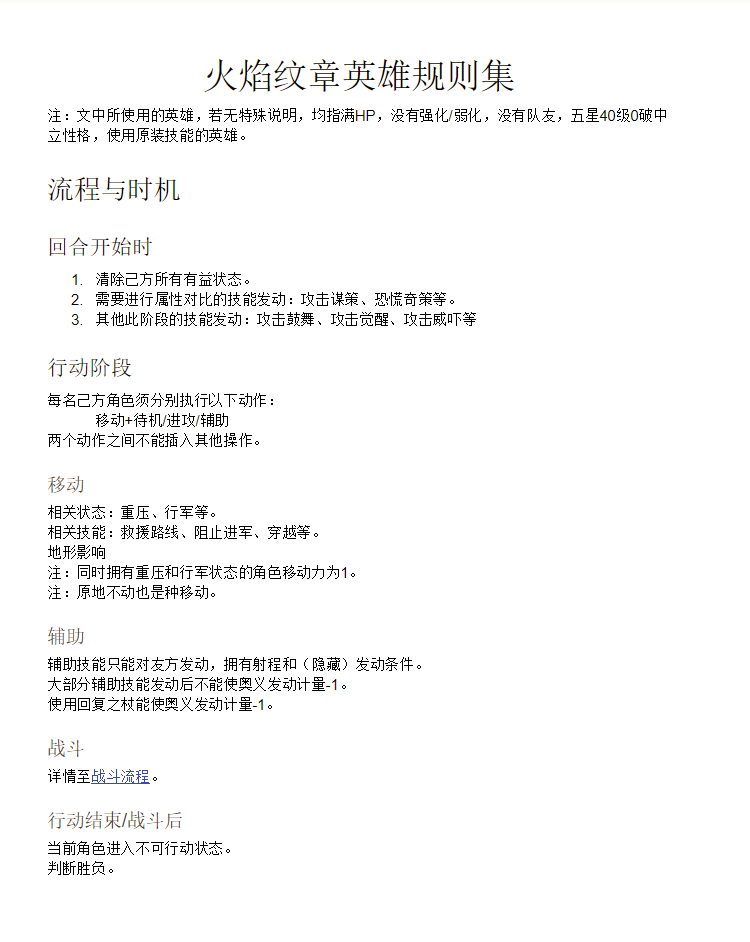 火焰纹章英雄规则集
注：文中所使用的英雄，若无特殊说明，均指满HP，没有强化/弱化，没有队友，五星40级0破中
立性格，使用原装技能的英雄。
流程与时机
回合开始时
1. 清除己方所有有益状态。
2. 需要进行属性对比的技能发动：攻击谋策、恐慌奇策等。
3. 其他此阶段的技能发动：攻击鼓舞、攻击觉醒、攻击威吓等
行动阶段
每名己方角色须分别执行以下动作：
移动+待机/进攻/辅助
两个动作之间不能插入其他操作。
移动
相关状态：重压、行军等。
相关技能：救援路线、阻止进军、穿越等。
地形影响
注：同时拥有重压和行军状态的角色移动力为1。
注：原地不动也是种移动。
辅助
辅助技能只能对友方发动，拥有射程和（隐藏）发动条件。
大部分辅助技能发动后不能使奥义发动计量-1。
使用回复之杖能使奥义发动计量-1。
战斗
详情至战斗流程。
行动结束/战斗后
当前角色进入不可行动状态。
判断胜负。